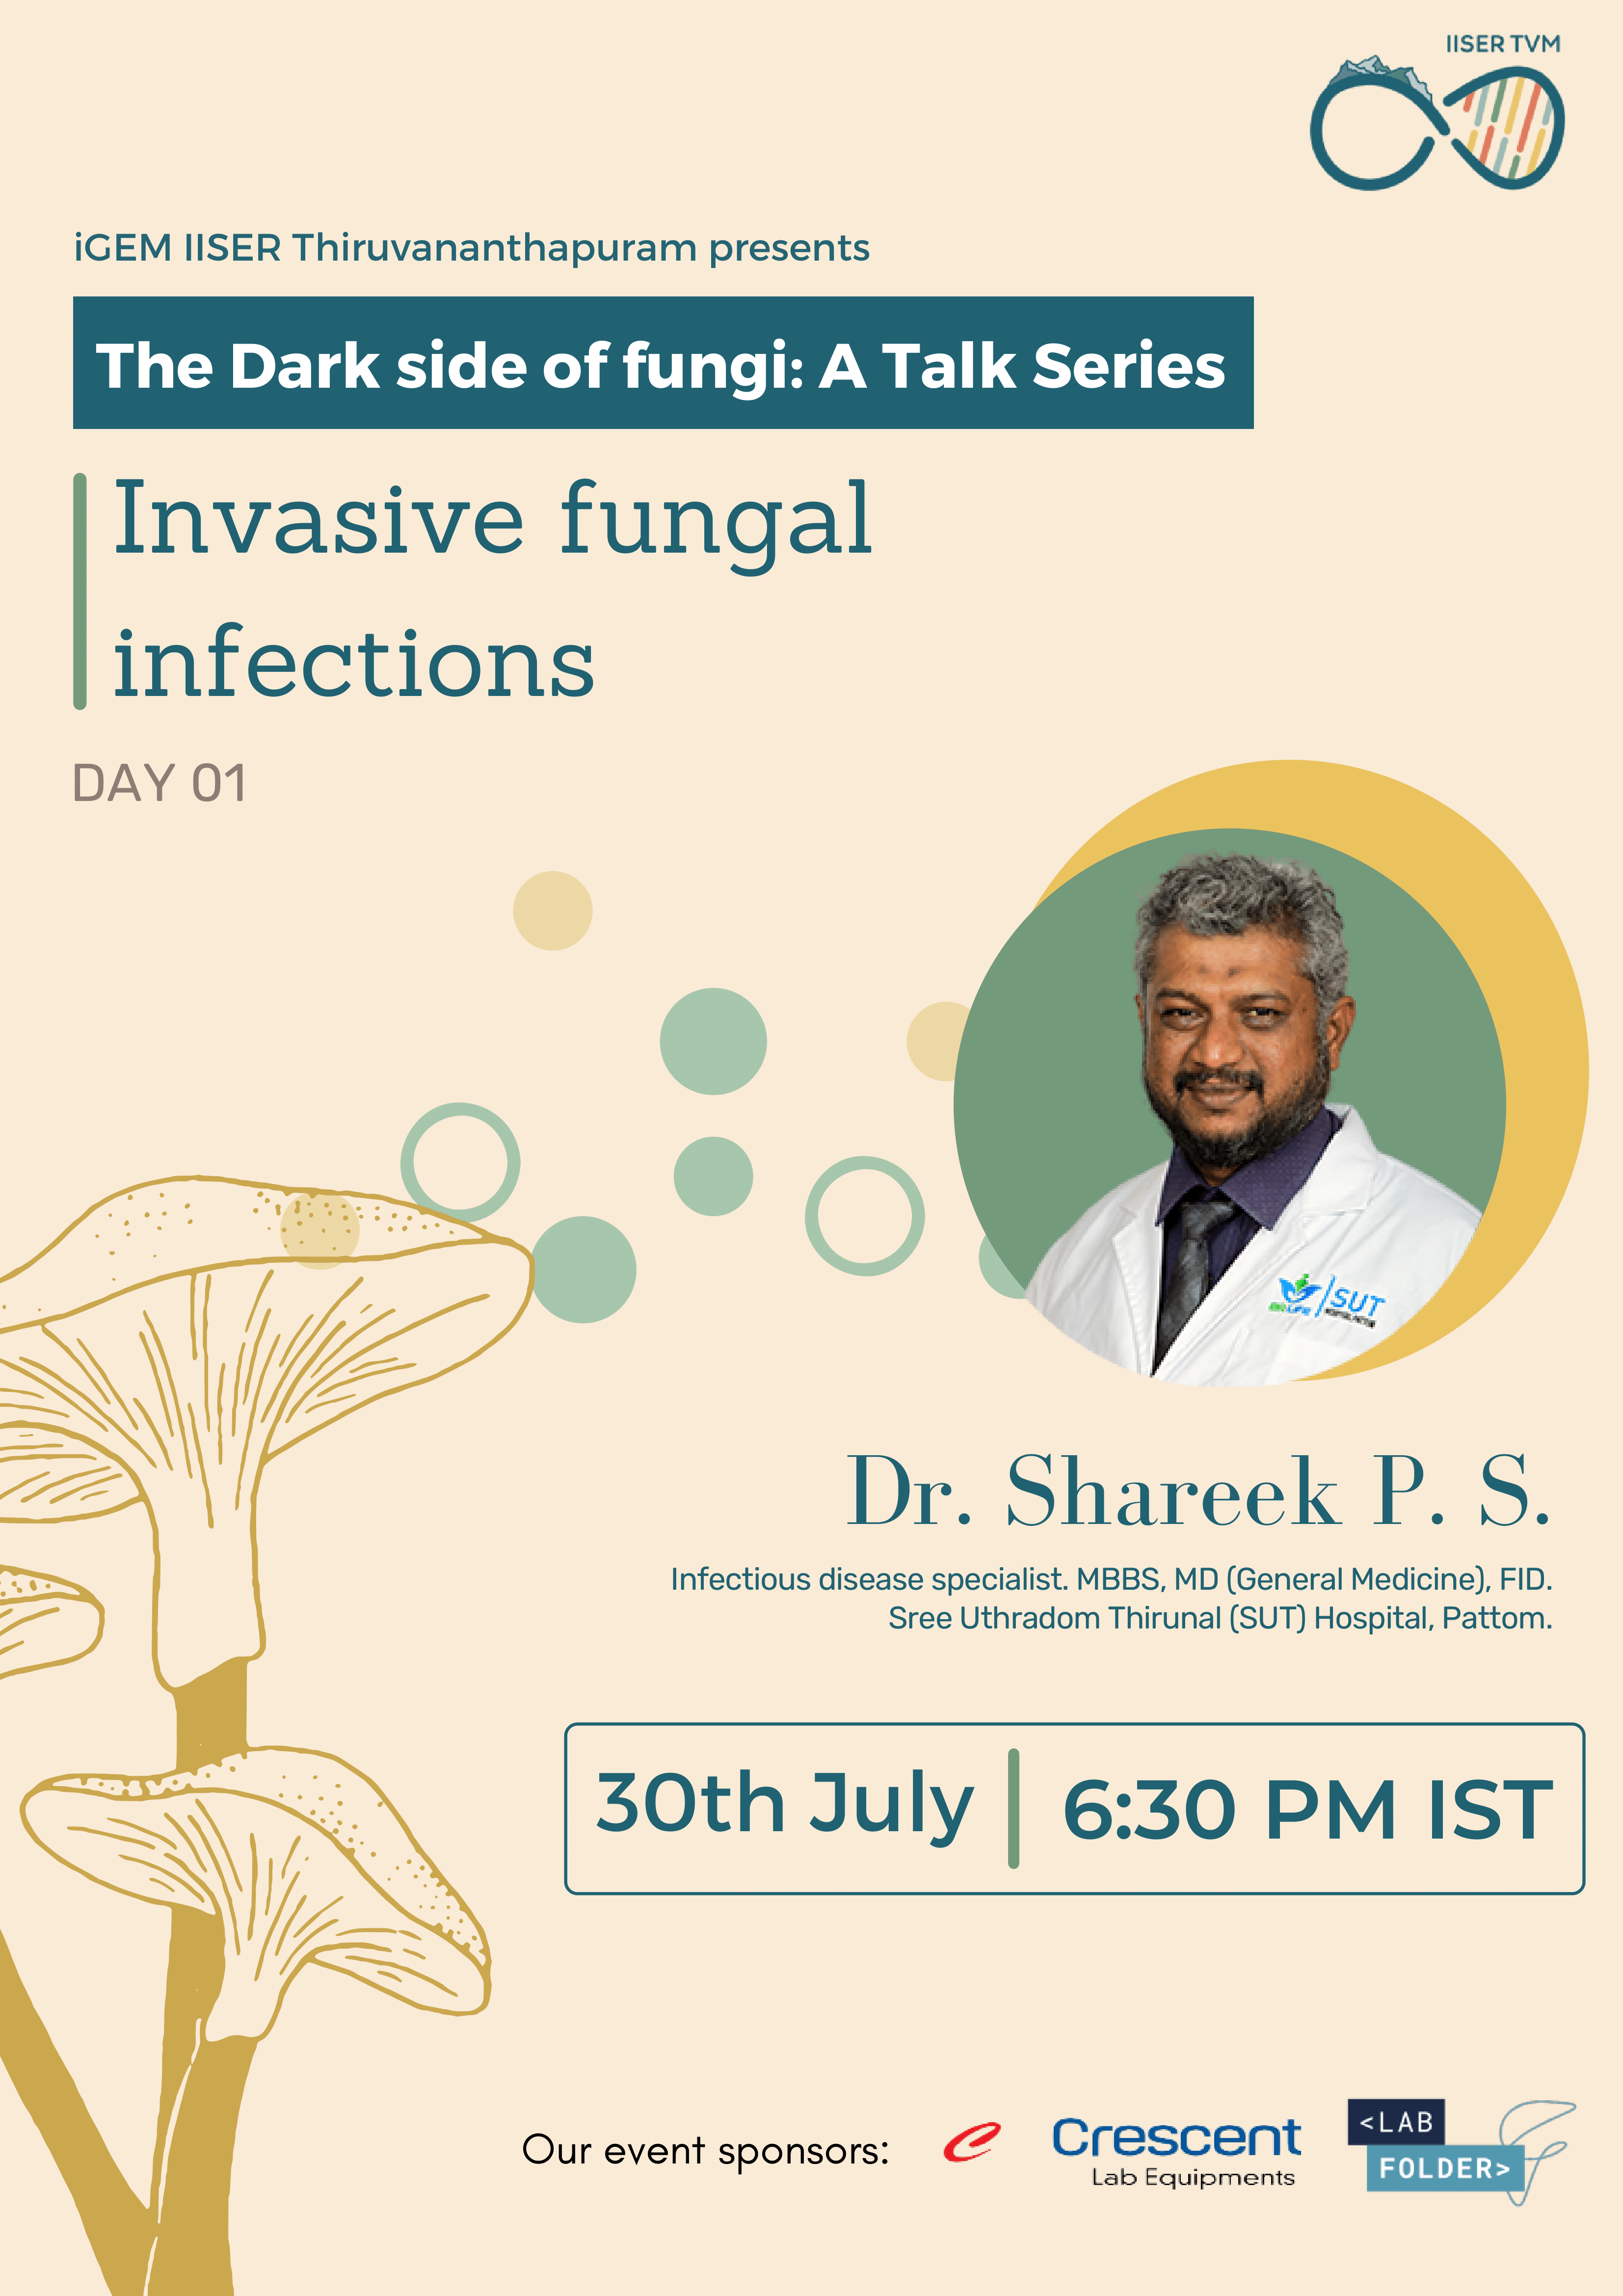 IISER TVM
iGEM IISER Thiruvananthapuram presents
The Dark side of fungi: A Talk Series
Invasive fungal
infections
DAY 01
SUT
Dr. Shareek P. S.
Infectious disease specialist. MBBS, MD (General Medicine), FID.
Sree Uthradom Thirunal (SUT) Hospital, Pattom.
30th July
6:30 PM IST
Our event sponsors:
Crescent
Lab Equipments
<LAB
FOLDER>